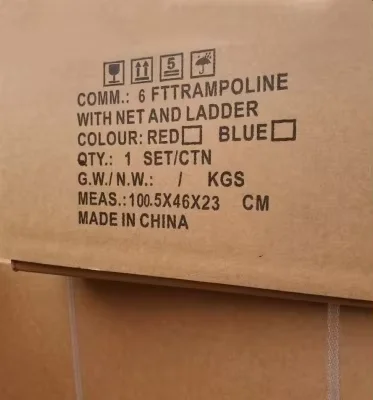 5
COMM.: 6 FTTRAMPOLINE
WITH NET AND LADDER
COLOUR: RED BLUE
QTY.: 1 SET/CTN
G.W./N.W.: / KGS
MEAS.:100.5X46X23 CM
MADE IN CHINA